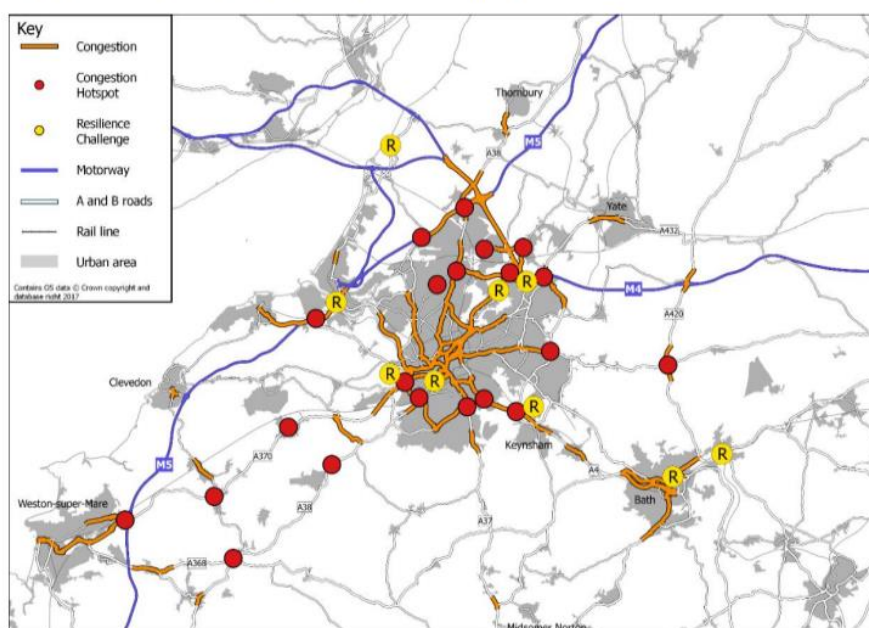 Key
Congestion
Congestion
Hotspot
Resilience
Challenge
Motorway
A and B roads
Rail line
Urban area
Contains OS data © Crown copyright and
database right 2017
Thornbury
R
A38
M5
Yate
A432
M4
R
R
R
A420
Clevedon
R
R
R
Keynsham
M5
A370
A4
R
R
Bath
Weston-super-Mare
A38
A37
A368
Midsomer Norton